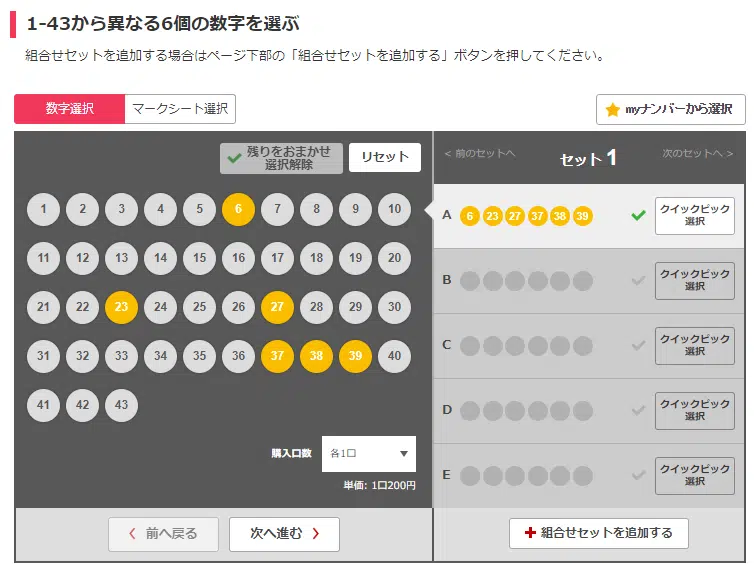 1-43から異なる6個の数字を選ぶ
組合せセットを追加する場合はページ下部の「組合せセットを追加する」ボタンを押してください。
数字選択
マークシート選択
myナンバーから選択
残りをおまかせ
選択解除
リセット
1 2 3 4 5 6 7 8 9 10
11 12 13 14 15 16 17 18 19 20
21 22 23 24 25 26 27 28 29 30
31 32 33 34 35 36 37 38 39 40
41 42 43
購入口数 各1口
単価: 1口200円
前へ戻る
次へ進む
< 前のセットへ セット 1 次のセットへ >
A 6 23 27 37 38 39
クイックピック
選択
B
クイックピック
選択
C
クイックピック
選択
D
クイックピック
選択
E
クイックピック
選択
組合せセットを追加する